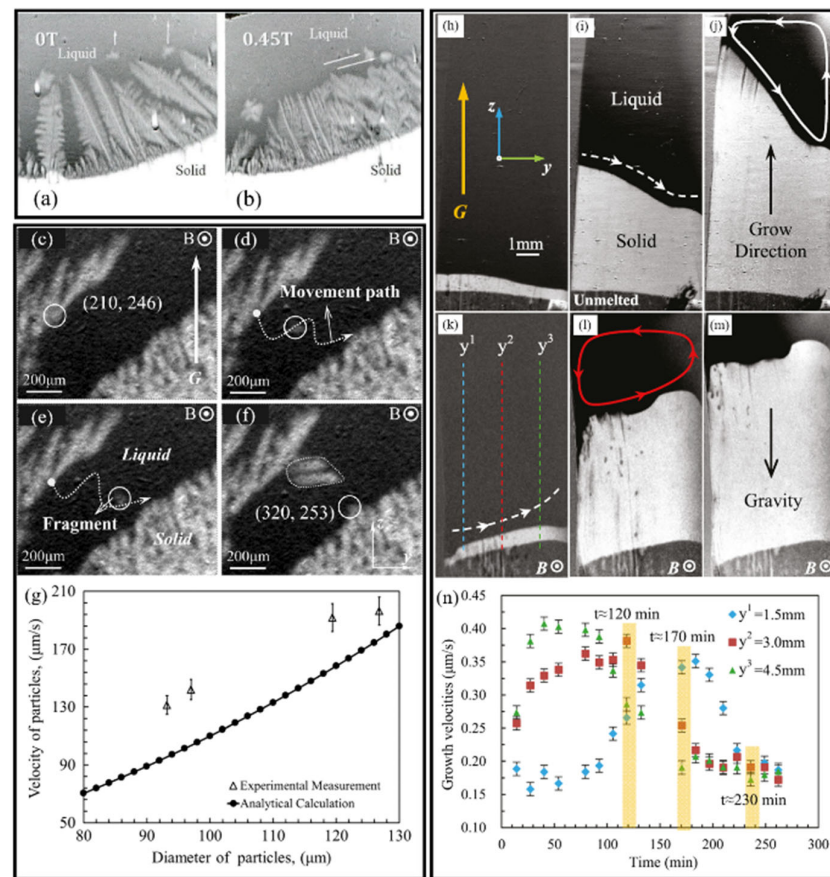 0T
Liquid
Solid
(a)
0.45T
Liquid
Solid
(b)
(c)
B
(210, 246)
G
200μm
(d)
B
Movement path
200μm
(e)
B
Liquid
Fragment
Solid
200μm
(f)
B
(320, 253)
z
y
200μm
(g)
Velocity of particles, (μm/s)
210
170
130
90
50
80
90
100
110
120
130
Diameter of particles, (μm)
Experimental Measurement
Analytical Calculation
(h)
G
z
y
1mm
(i)
Liquid
Solid
Unmelted
(j)
Grow
Direction
(k)
y¹
y²
y³
B
(l)
B
(m)
Gravity
B
(n)
Growth velocities (μm/s)
0.45
0.40
0.35
0.30
0.25
0.20
0.15
0.10
0
50
100
150
200
250
300
Time (min)
t≈120 min
t≈170 min
t≈230 min
y¹ =1.5mm
y² =3.0mm
y³ =4.5mm